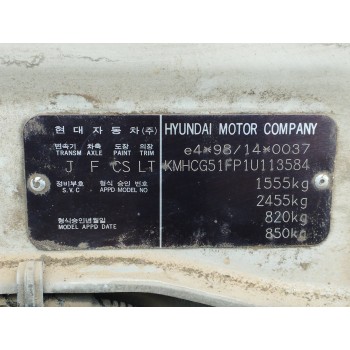 현대자동차(주)
HYUNDAI MOTOR COMPANY
변속기 차축 도장 의장
TRANSM AXLE PAINT TRIM
J F CS LT
정비부호 형식 승인 번호
S.V.C APPD MODEL NO
형식승인년월일
MODEL APPD DATE
e4*98/14*0037
KMHCG51FP1U113584
1555kg
2455kg
820kg
850kg